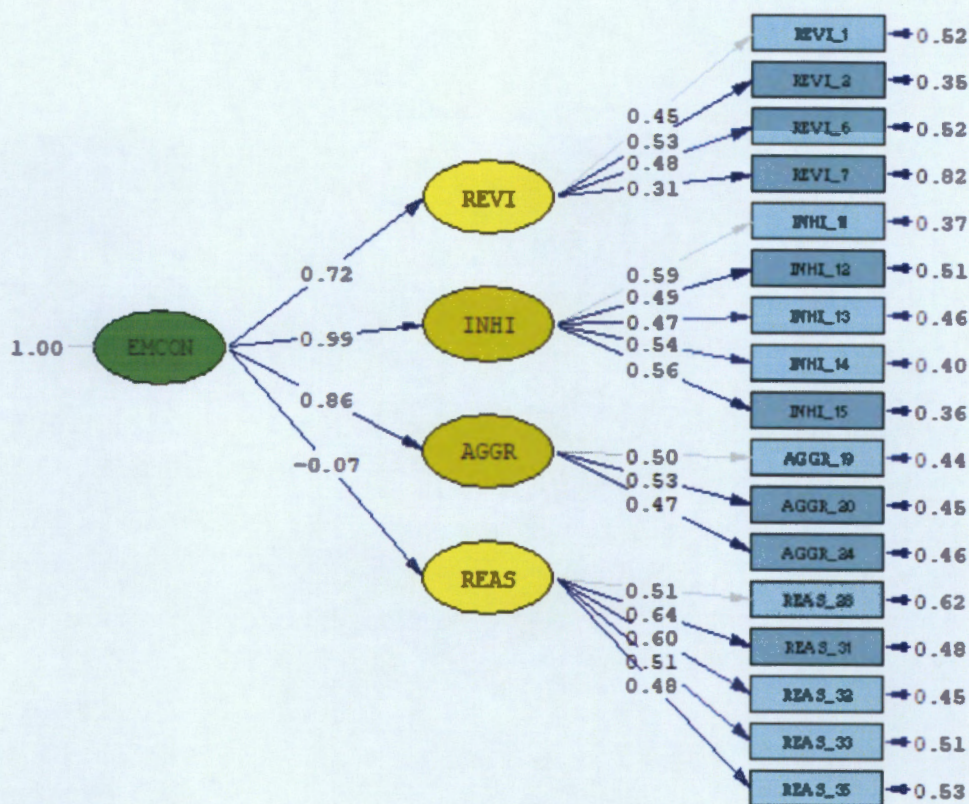 REVI_1 0.52
REVI_2 0.35
0.45
0.53 REVI_6 0.52
0.48
0.31 REVI_7 0.82
REVI
INHI_11 0.37
0.72 0.59 INHI_12 0.51
0.49
INHI 0.47 INHI_13 0.46
1.00 EMCON 0.99 0.54
0.56 INHI_14 0.40
0.86 INHI_15 0.36
AGGR 0.50 AGGR_19 0.44
-0.07 0.53
0.47 AGGR_20 0.45
AGGR_24 0.46
REAS 0.51 REAS_28 0.62
0.64
0.60 REAS_31 0.48
0.51
0.48 REAS_32 0.45
REAS_33 0.51
REAS_35 0.53